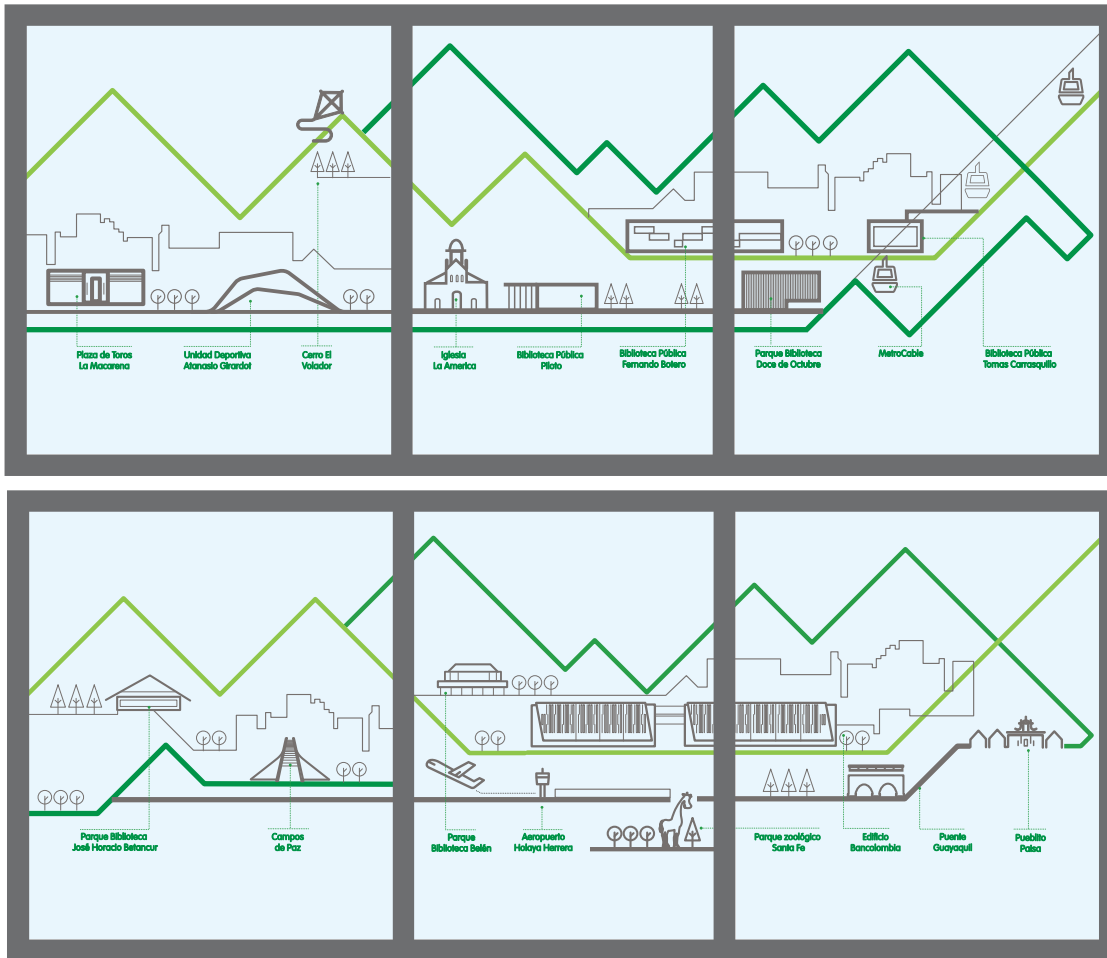 Plaza de Toros
La Macarena
Unidad Deportiva
Atanasio Girardot
Cerro El
Volador
Iglesia
La America
Biblioteca Pública
Piloto
Biblioteca Pública
Fernando Botero
Parque Biblioteca
Doce de Octubre
MetroCable
Biblioteca Pública
Tomas Carrasquilla
Parque Biblioteca
José Horacio Betancur
Campos
de Paz
Parque
Biblioteca Belén
Aeropuerto
Holaya Herrera
Parque zoológico
Santa Fe
Edificio
Bancolombia
Puente
Guayaquil
Pueblito
Paisa